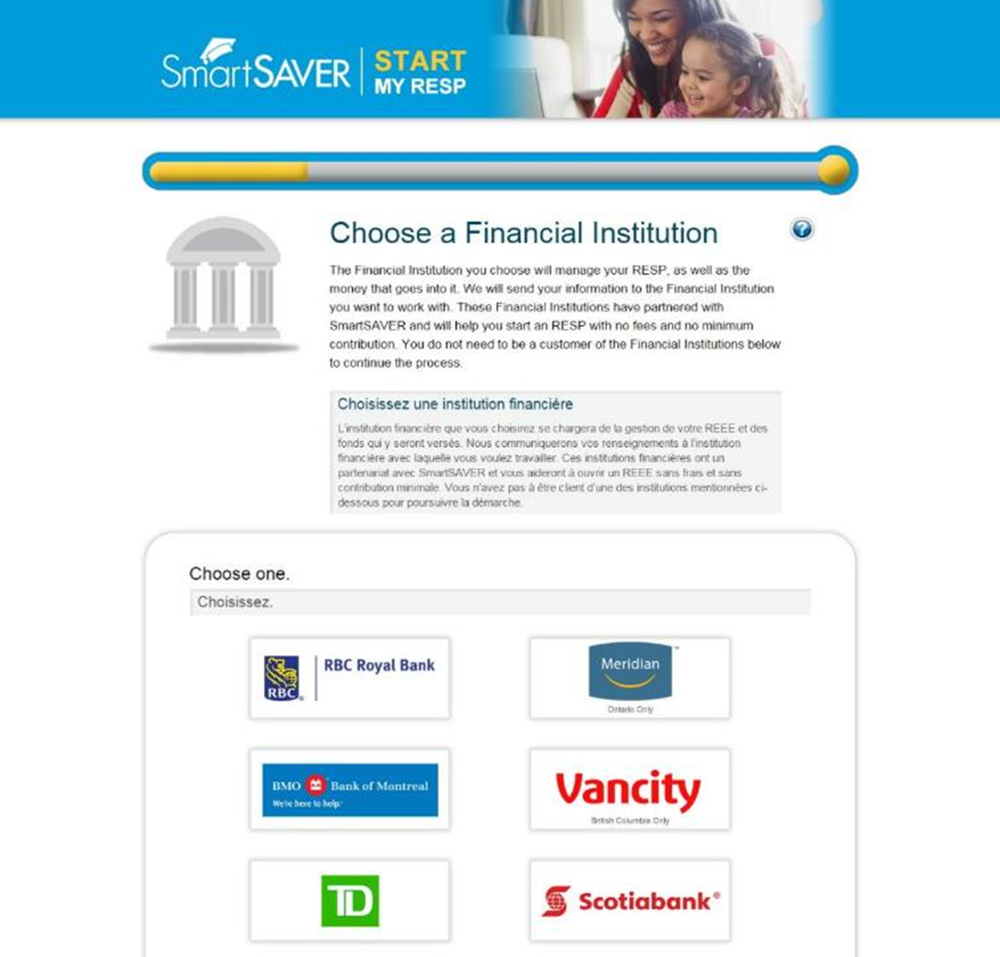 SmartSAVER
START
MY RESP
Choose a Financial Institution
The Financial Institution you choose will manage your RESP, as well as the
money that goes into it. We will send your information to the Financial Institution
you want to work with. These Financial Institutions have partnered with
SmartSAVER and will help you start an RESP with no fees and no minimum
contribution. You do not need to be a customer of the Financial Institutions below
to continue the process.
Choisissez une institution financière
L'institution financière que vous choisirez se chargera de la gestion de votre REEE et des
fonds qui y seront versés. Nous communiquerons vos renseignements à l'institution
financière avec laquelle vous voulez travailler. Ces institutions financières ont un
partenariat avec SmartSAVER et vous aideront à ouvrir un REEE sans frais et sans
contribution minimale. Vous n'avez pas à être client d'une des institutions mentionnées ci-
dessous pour poursuivre la démarche.
Choose one.
Choisissez.
RBC
®
RBC Royal Bank
Meridian ™
Ontario Only
BMO Bank of Montreal
We're here to help.™
Vancity
British Columbia Only
TD
Scotiabank®